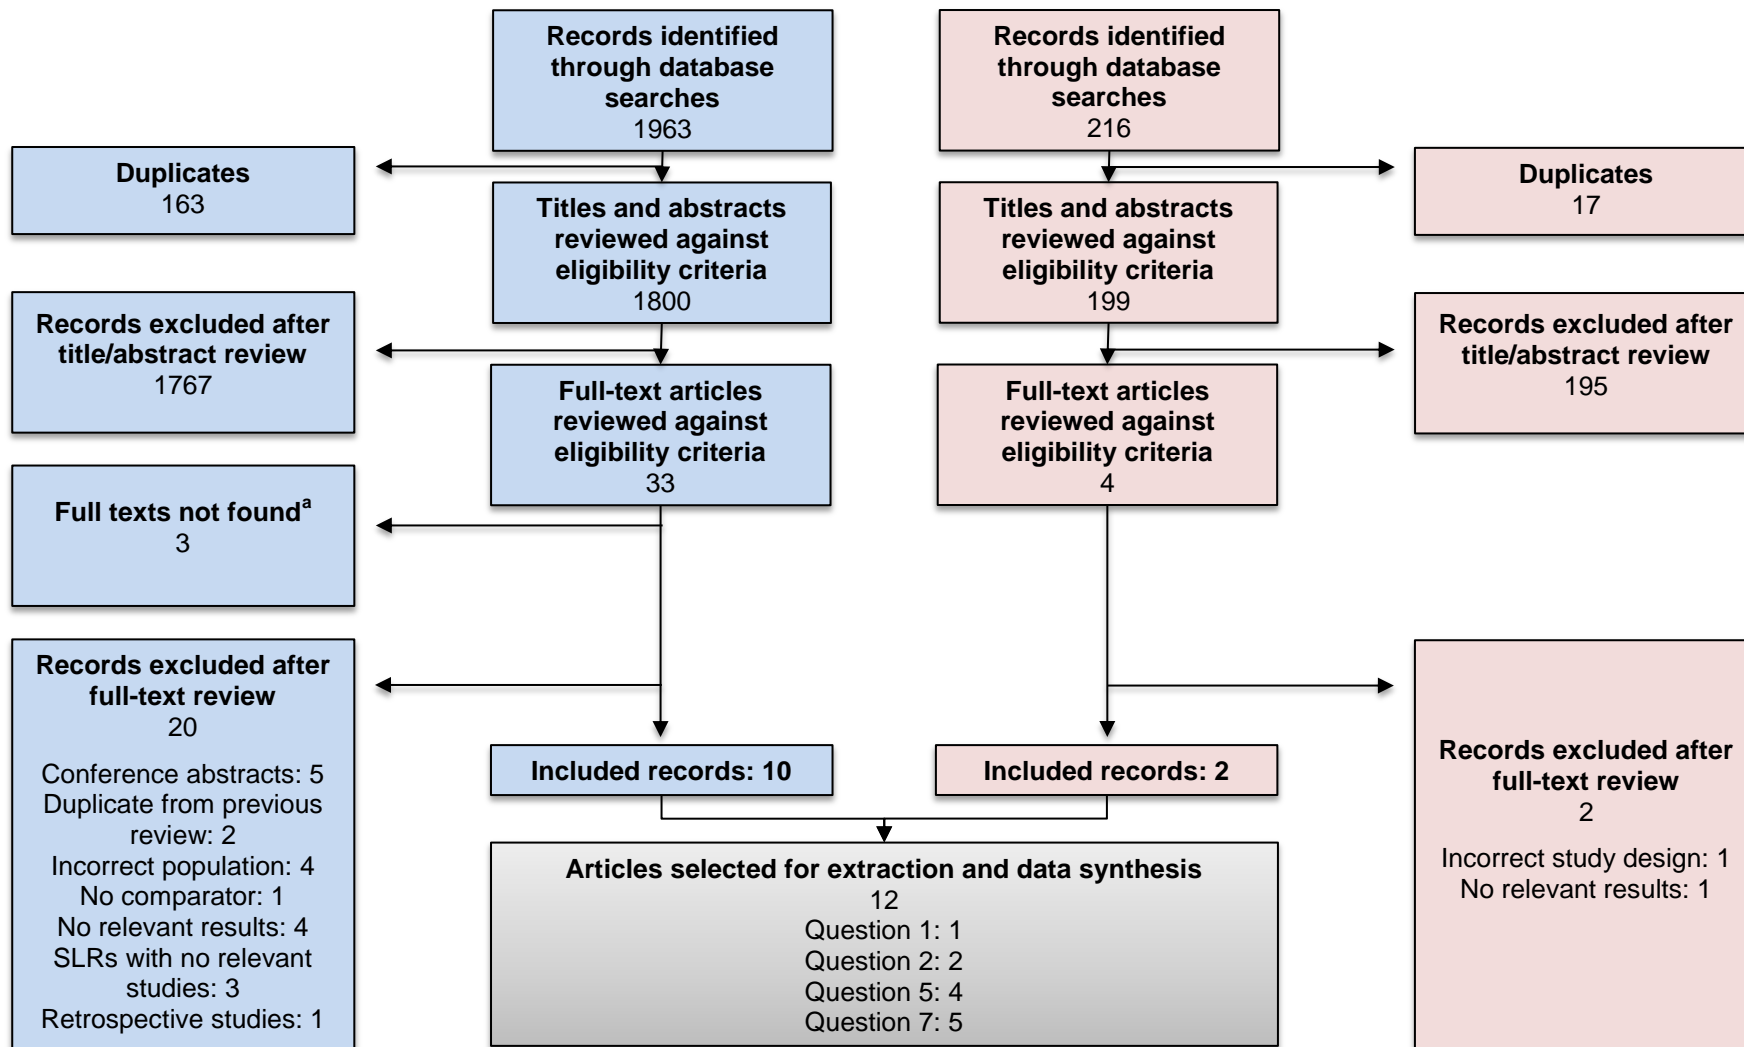 Records identified
through database
searches
1963
Records identified
through database
searches
216
Duplicates
163
Duplicates
17
Titles and abstracts
reviewed against
eligibility criteria
1800
Titles and abstracts
reviewed against
eligibility criteria
199
Records excluded after
title/abstract review
1767
Records excluded after
title/abstract review
195
Full-text articles
reviewed against
eligibility criteria
33
Full-text articles
reviewed against
eligibility criteria
4
Full texts not foundᵃ
3
Records excluded after
full-text review
20
Conference abstracts: 5
Duplicate from previous
review: 2
Incorrect population: 4
No comparator: 1
No relevant results: 4
SLRs with no relevant
studies: 3
Retrospective studies: 1
Included records: 10
Included records: 2
Records excluded after
full-text review
2
Incorrect study design: 1
No relevant results: 1
Articles selected for extraction and data synthesis
12
Question 1: 1
Question 2: 2
Question 5: 4
Question 7: 5